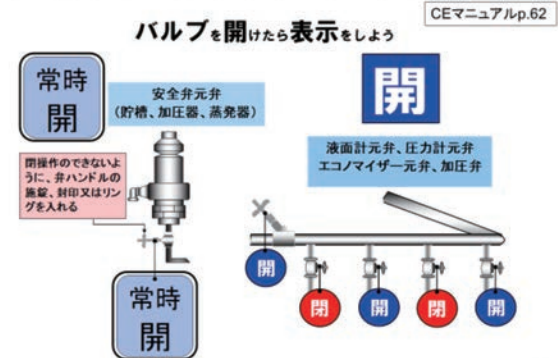 CEマニュアルp.62
バルブを開けたら表示をしよう
常時
開
安全弁元弁
(貯槽、加圧器、蒸発器)
開
閉操作のできないよ
うに、弁ハンドルの
施錠、封印又はリン
グを入れる
液面計元弁、圧力計元弁
エコノマイザー元弁、加圧弁
常時
開
開
閉
開
閉
開